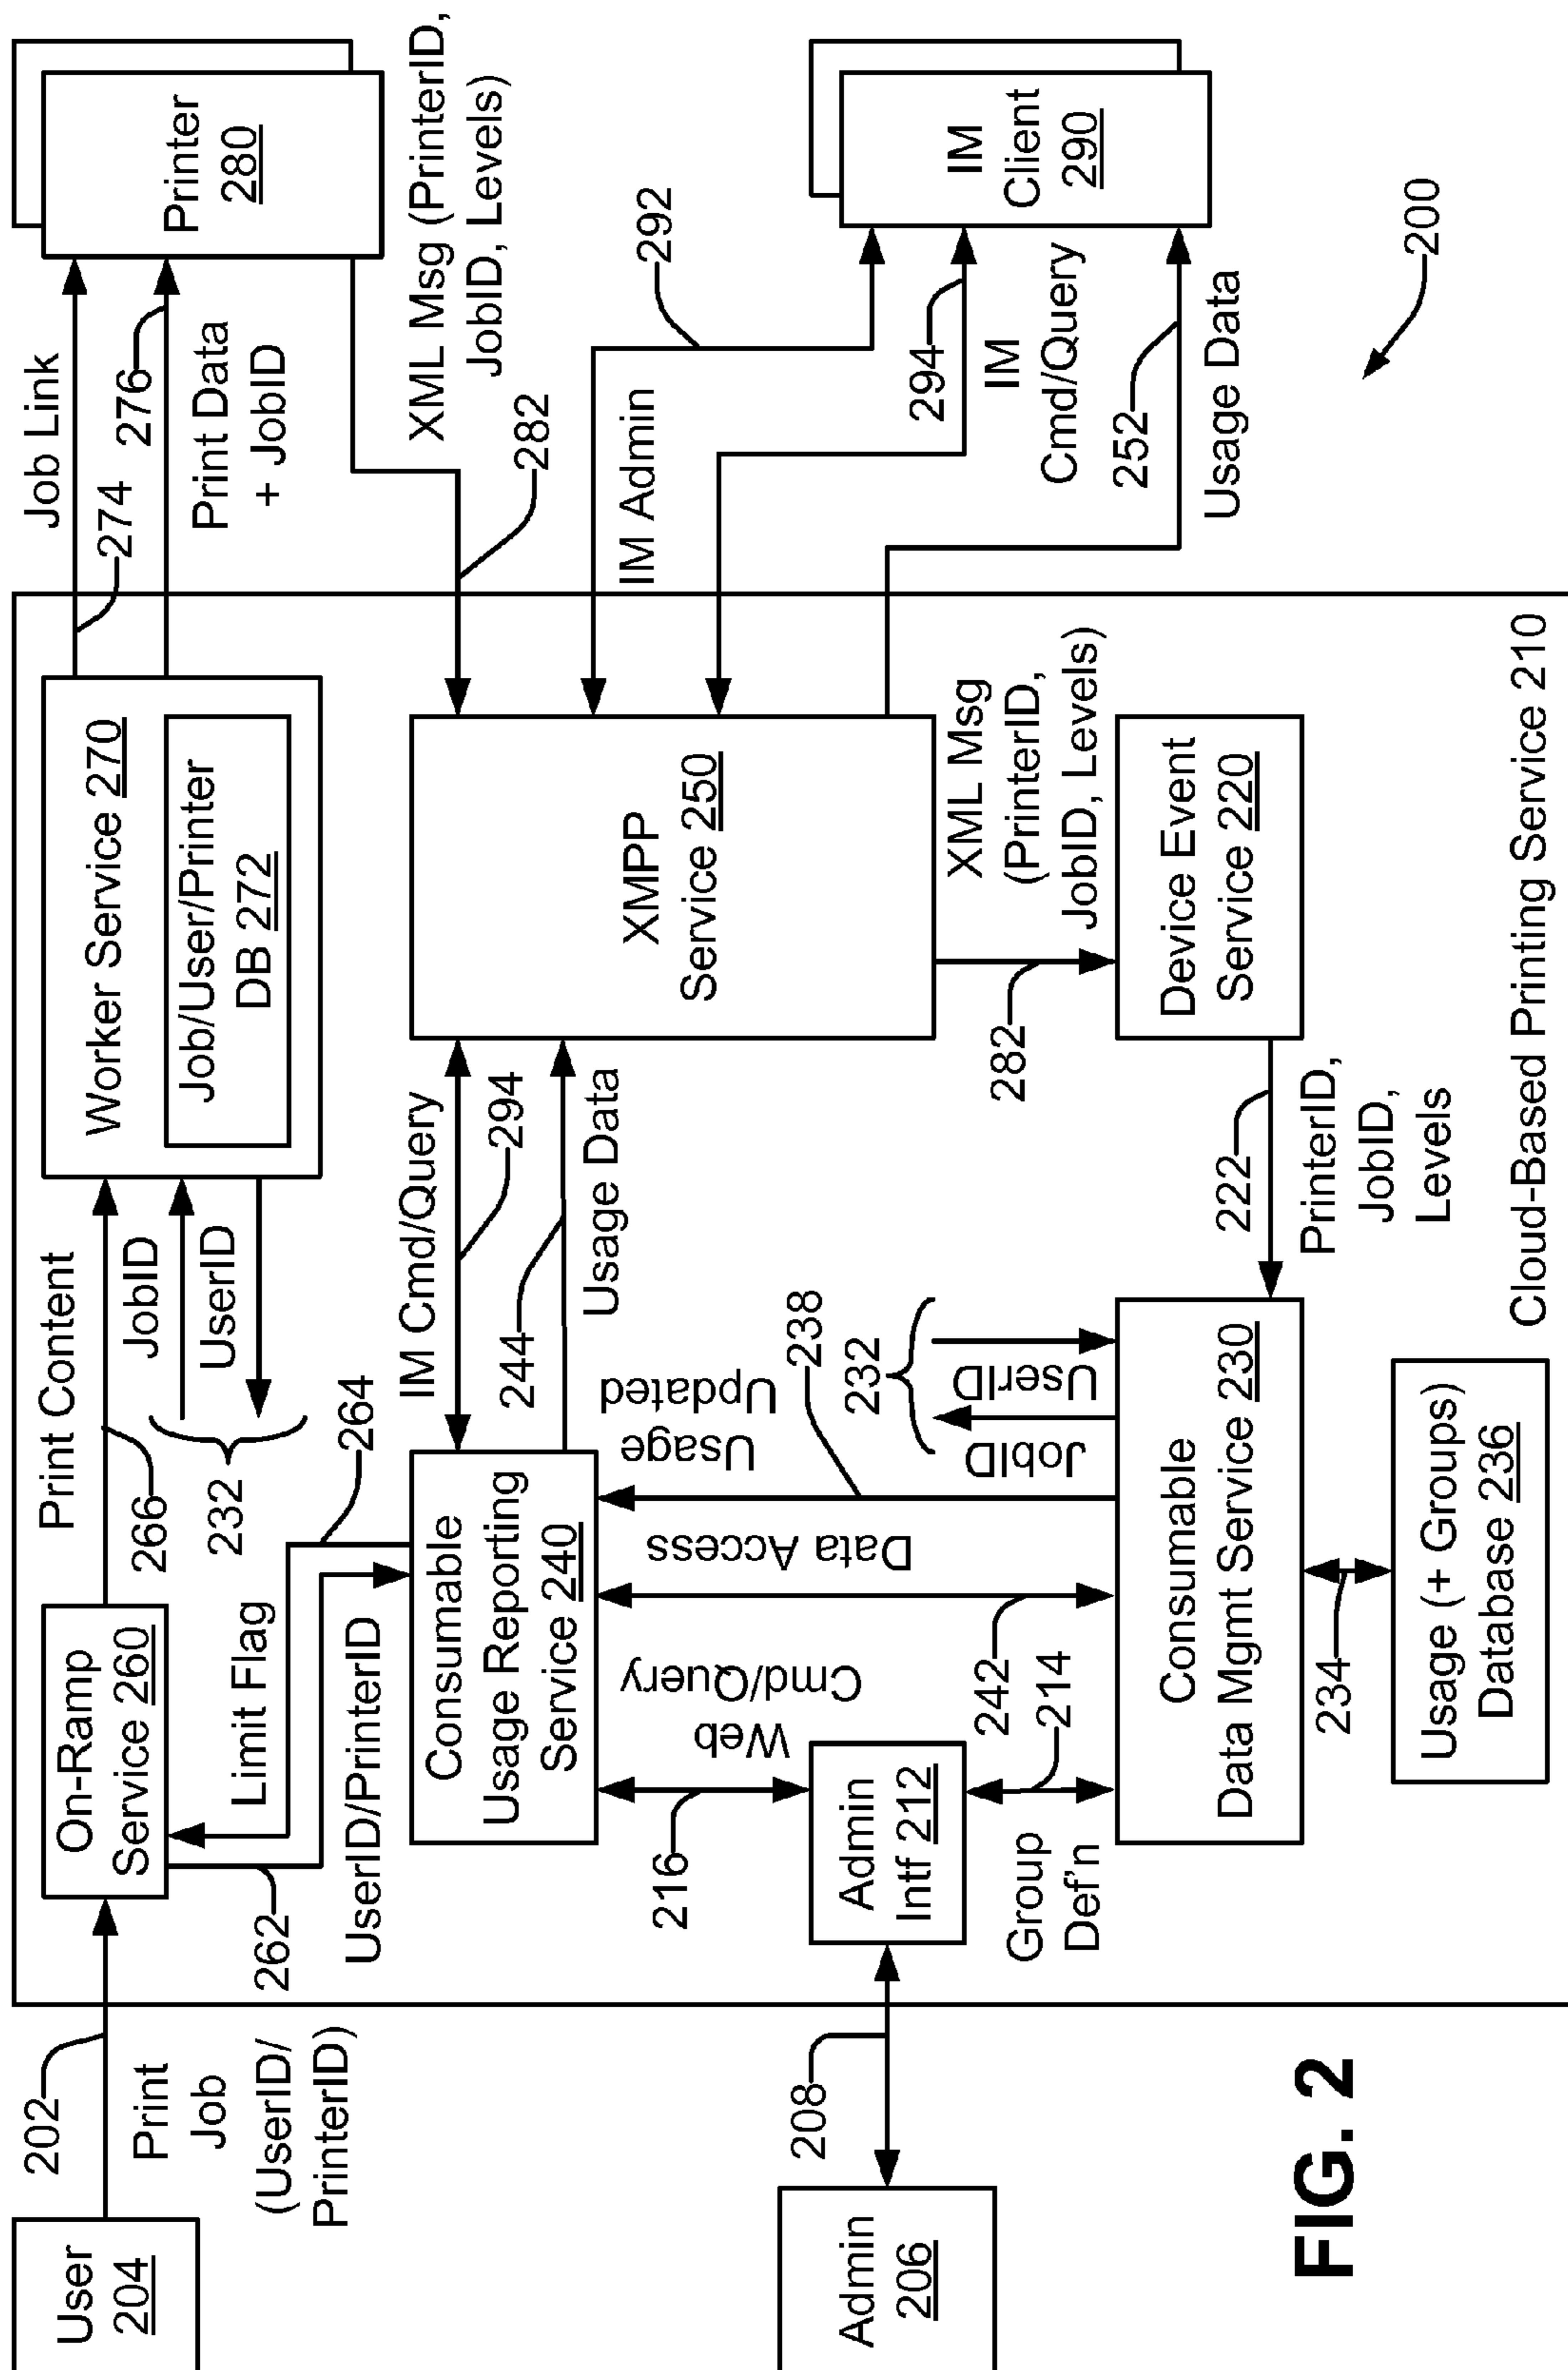 User
204
202
Print
Job
(UserID/
PrinterID)
Admin
206
208
FIG. 2
On-Ramp
Service 260
262
UserID/PrinterID
Limit Flag
264
Print Content
266
JobID
UserID
232
Worker Service 270
Job/User/Printer
DB 272
Job Link
274
276
Print Data
+ JobID
Printer
280
XML Msg (PrinterID,
JobID, Levels)
282
Consumable
Usage Reporting
Service 240
IM Cmd/Query
294
244
Usage Data
XMPP
Service 250
IM Admin
292
294
IM
Cmd/Query
252
Usage Data
IM
Client
290
216
Web
Cmd/Query
Admin
Intf 212
Group
Def'n
214
242
Data Access
238
Usage
Updated
232
JobID
UserID
Consumable
Data Mgmt Service 230
234
Usage (+ Groups)
Database 236
222
PrinterID,
JobID,
Levels
Device Event
Service 220
282
XML Msg
(PrinterID,
JobID, Levels)
Cloud-Based Printing Service 210
200